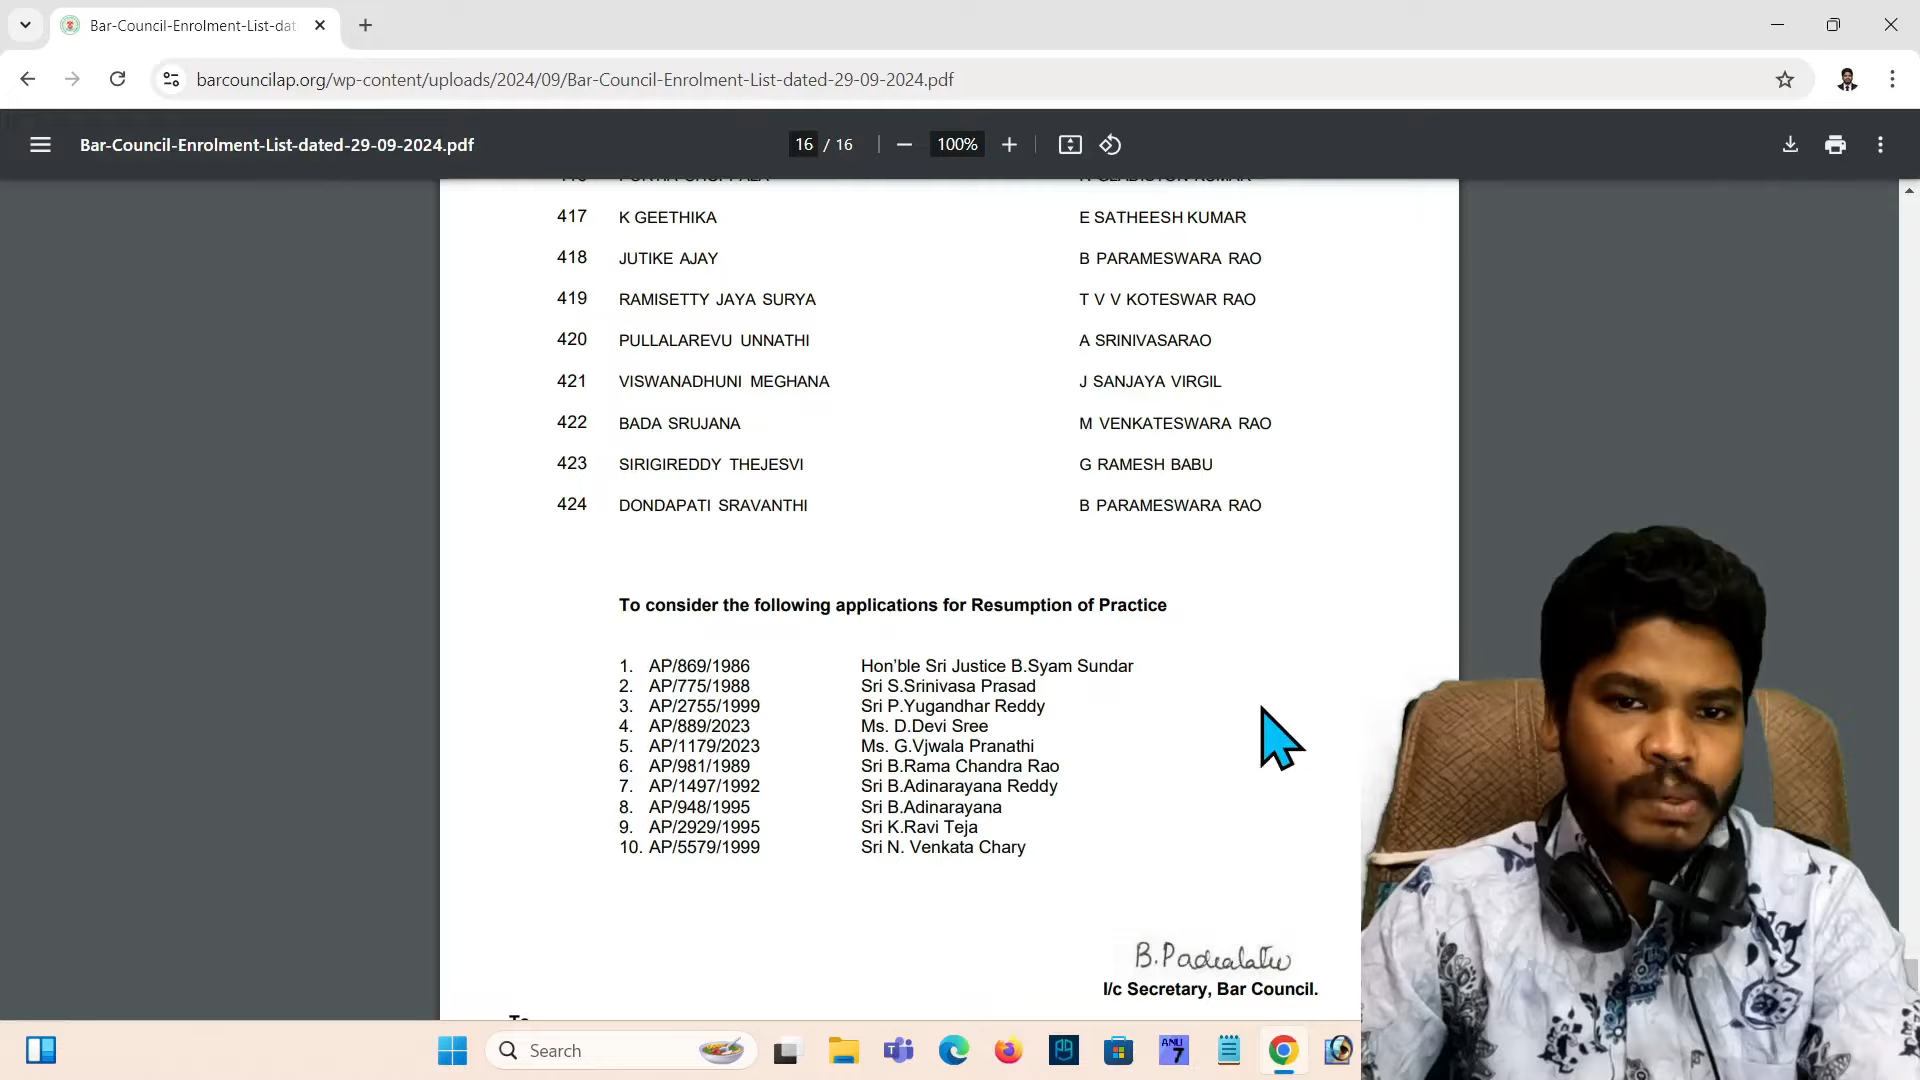 Bar-Council-Enrolment-List-dat
barcouncilap.org/wp-content/uploads/2024/09/Bar-Council-Enrolment-List-dated-29-09-2024.pdf
Bar-Council-Enrolment-List-dated-29-09-2024.pdf 16 / 16 100%
417 K GEETHIKA E SATHEESH KUMAR
418 JUTIKE AJAY B PARAMESWARA RAO
419 RAMISETTY JAYA SURYA T V V KOTESWAR RAO
420 PULLALAREVU UNNATHI A SRINIVASARAO
421 VISWANADHUNI MEGHANA J SANJAYA VIRGIL
422 BADA SRUJANA M VENKATESWARA RAO
423 SIRIGIREDDY THEJESVI G RAMESH BABU
424 DONDAPATI SRAVANTHI B PARAMESWARA RAO
To consider the following applications for Resumption of Practice
1. AP/869/1986 Hon'ble Sri Justice B.Syam Sundar
2. AP/775/1988 Sri S.Srinivasa Prasad
3. AP/2755/1999 Sri P.Yugandhar Reddy
4. AP/889/2023 Ms. D.Devi Sree
5. AP/1179/2023 Ms. G.Vjwala Pranathi
6. AP/981/1989 Sri B.Rama Chandra Rao
7. AP/1497/1992 Sri B.Adinarayana Reddy
8. AP/948/1995 Sri B.Adinarayana
9. AP/2929/1995 Sri K.Ravi Teja
10. AP/5579/1999 Sri N. Venkata Chary
I/c Secretary, Bar Council.
Search ANU 7